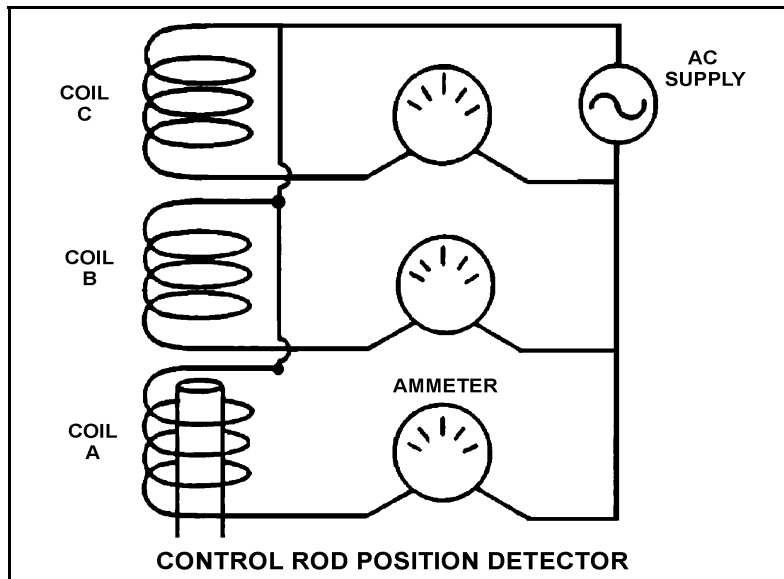 COIL
C
AC
SUPPLY
COIL
B
AMMETER
COIL
A
CONTROL ROD POSITION DETECTOR